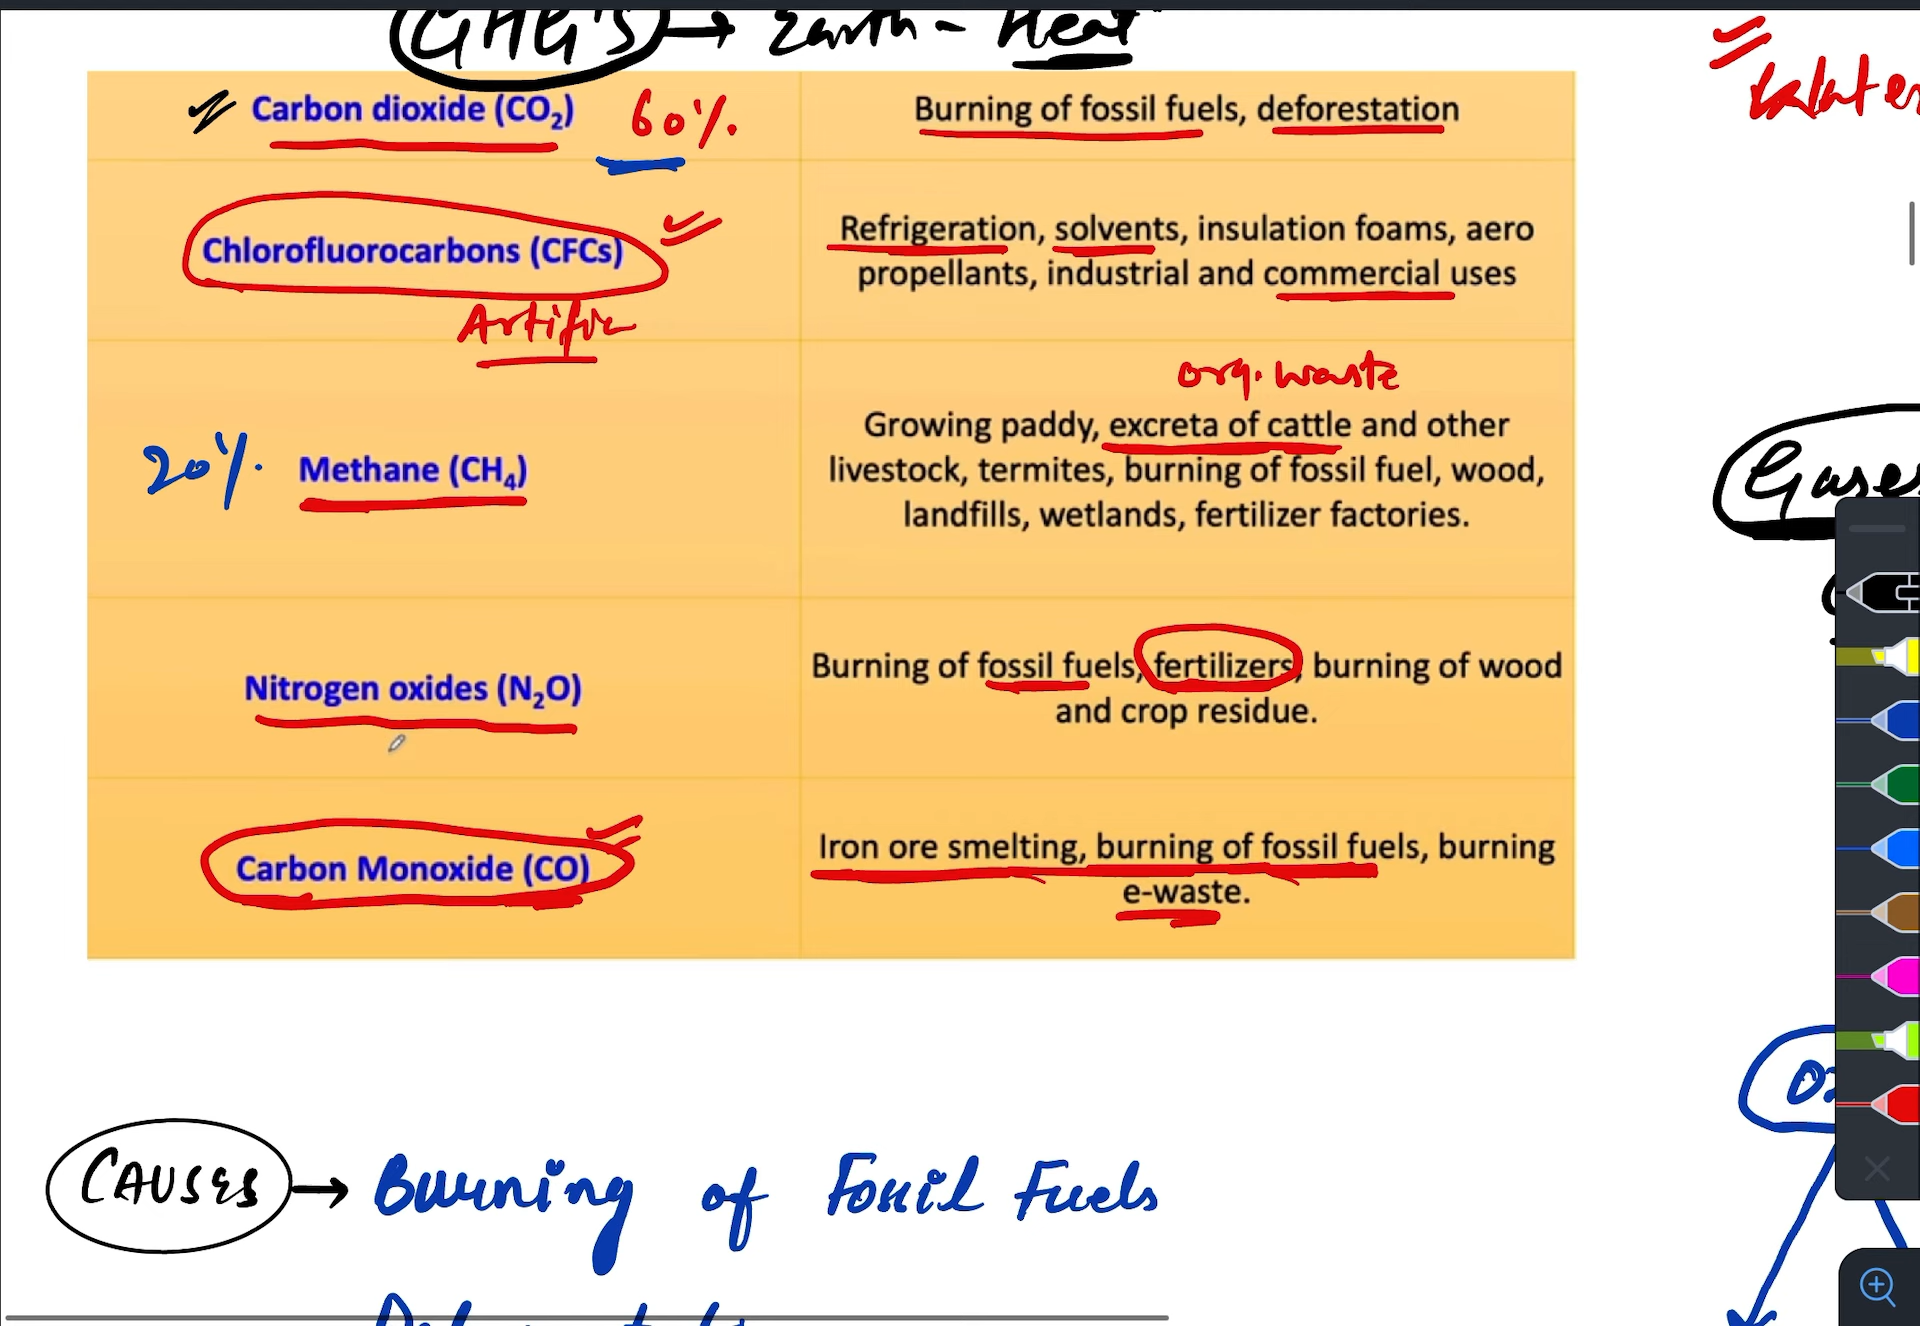 GHG's → Earth - Heat
Carbon dioxide (CO₂) 60%.
Burning of fossil fuels, deforestation
Chlorofluorocarbons (CFCs)
Artific
Refrigeration, solvents, insulation foams, aero
propellants, industrial and commercial uses
20%. Methane (CH₄)
org. waste
Growing paddy, excreta of cattle and other
livestock, termites, burning of fossil fuel, wood,
landfills, wetlands, fertilizer factories.
Nitrogen oxides (N₂O)
Burning of fossil fuels, fertilizers, burning of wood
and crop residue.
Carbon Monoxide (CO)
Iron ore smelting, burning of fossil fuels, burning
e-waste.
CAUSES → Burning of Fossil Fuels
Water
Gases